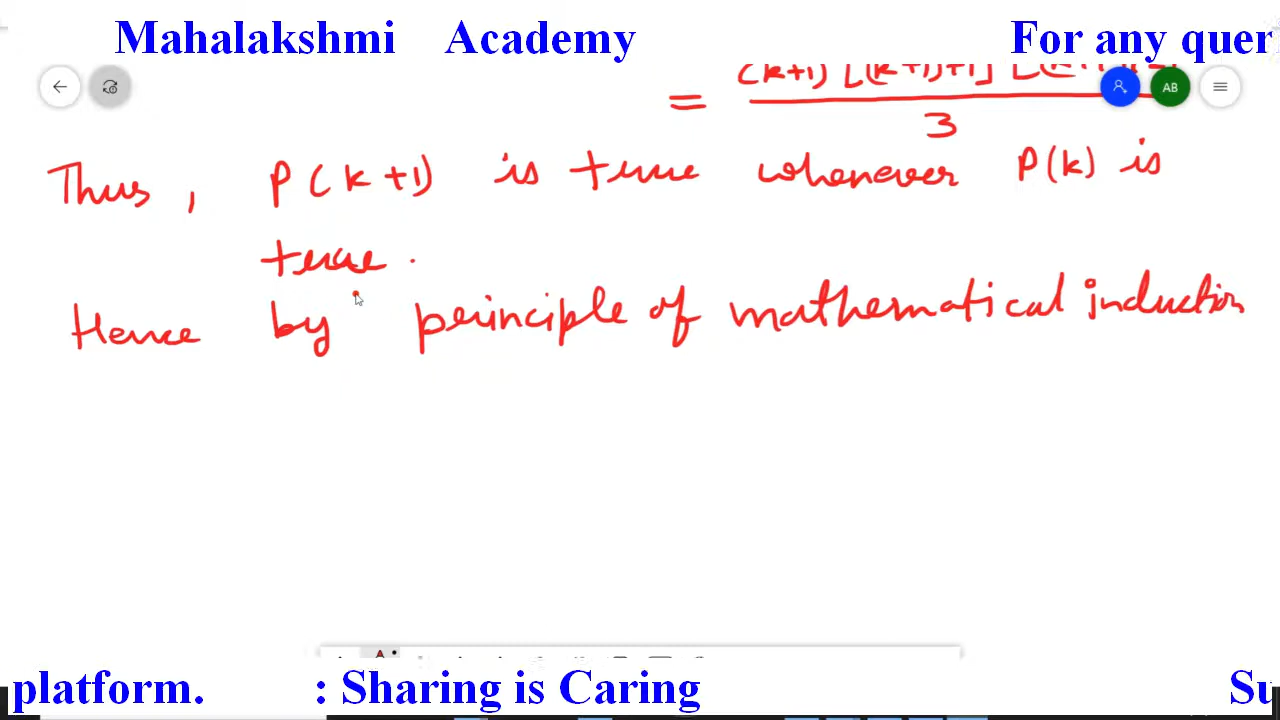 Mahalakshmi Academy For any quer
= (k+1) [(k+1)+1]
3
AB
Thus, P(k+1) is true whenever P(k) is
true.
Hence by principle of mathematical induction
platform. : Sharing is Caring Su